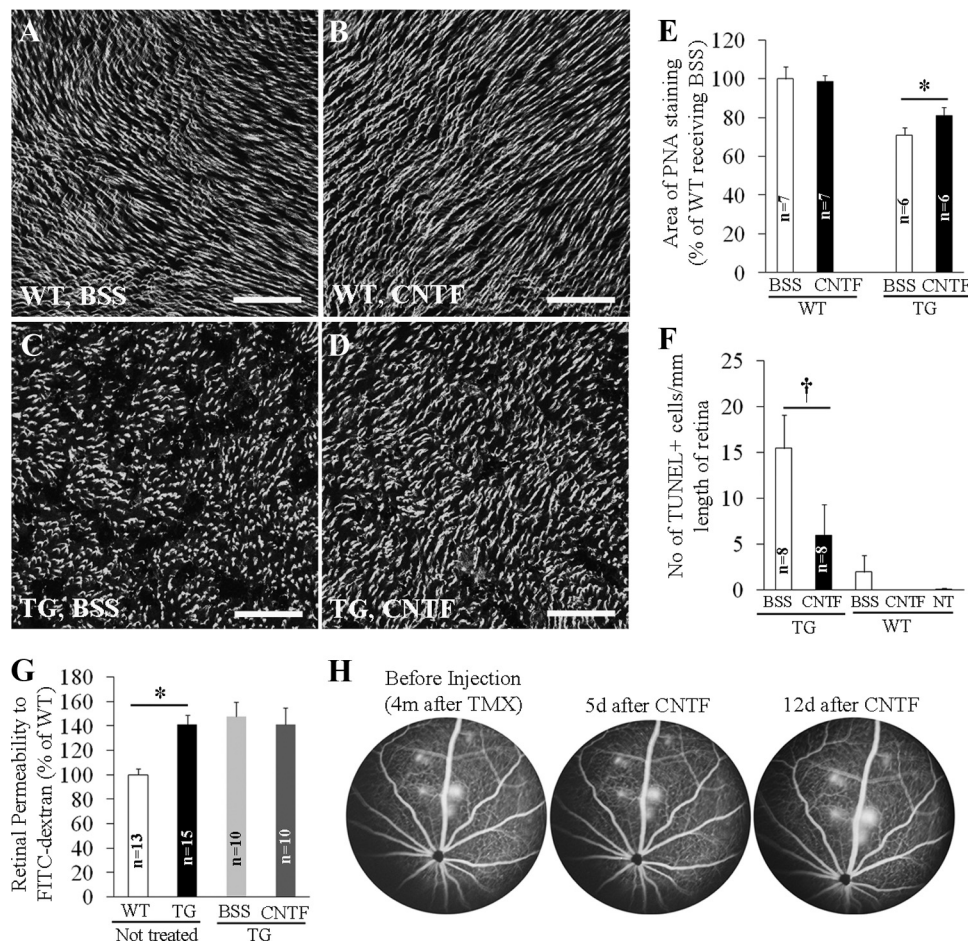 A
WT, BSS
B
WT, CNTF
C
TG, BSS
D
TG, CNTF
E
Area of PNA staining
(% of WT receiving BSS)
120
100
80
60
40
20
0
n=7
n=7
n=6
n=6
*
BSS CNTF
BSS CNTF
WT
TG
F
No of TUNEL+ cells/mm
length of retina
25
20
15
10
5
0
†
n=8
n=8
BSS CNTF BSS CNTF NT
TG
WT
G
Retinal Permeability to
FITC-dextran (% of WT)
180
160
140
120
100
80
60
40
20
0
*
n=13
n=15
n=10
n=10
WT TG BSS CNTF
Not treated
TG
H
Before Injection
(4m after TMX)
5d after CNTF
12d after CNTF